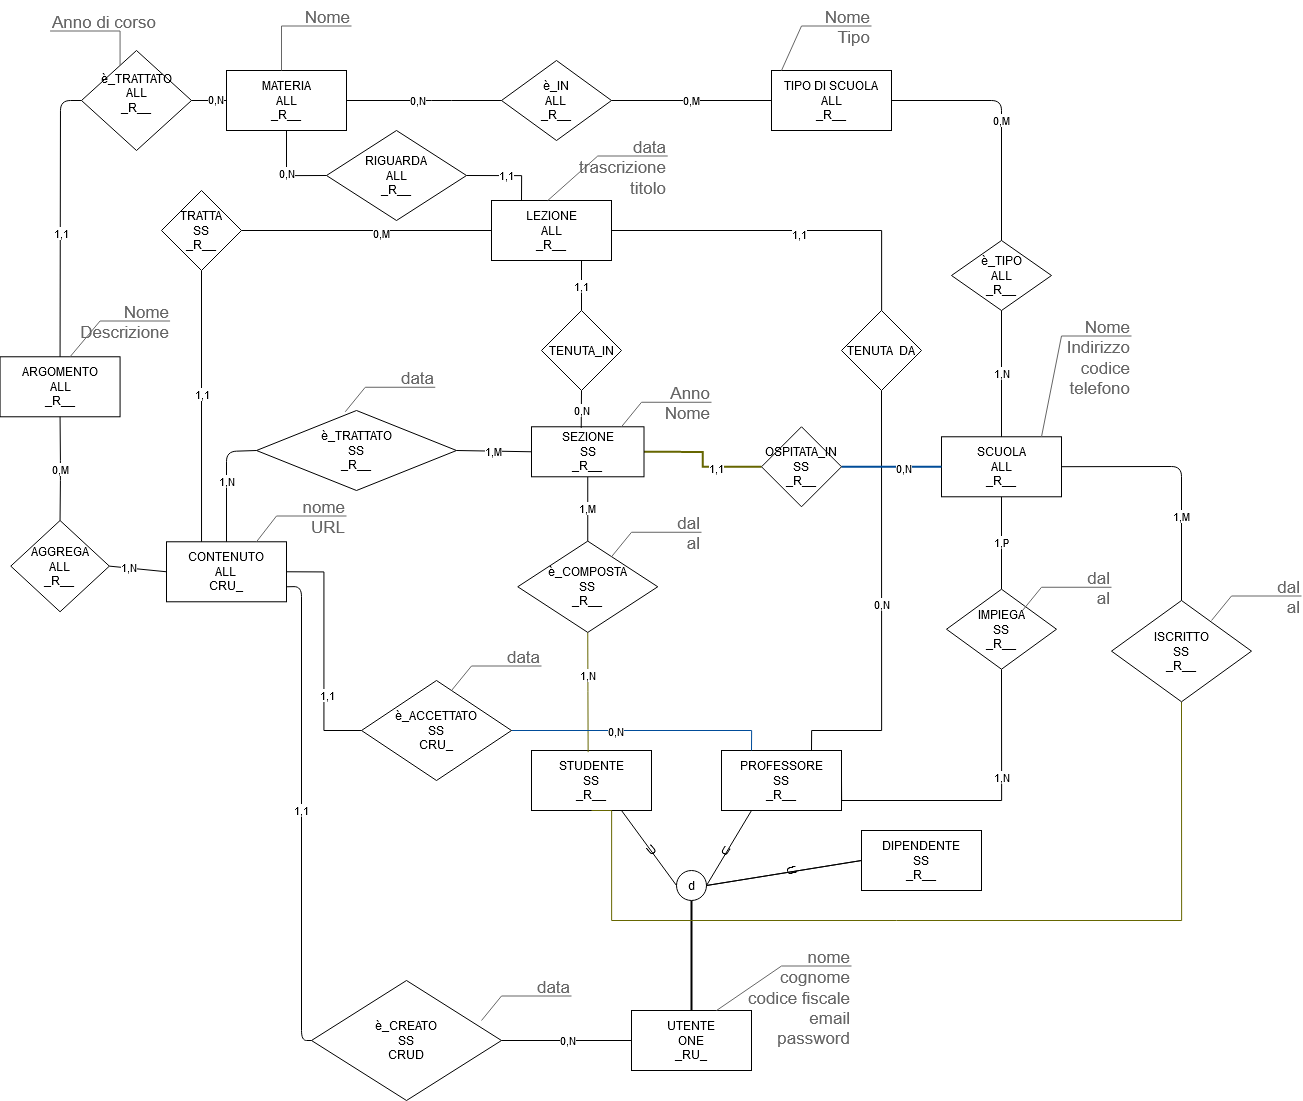 Anno di corso
Nome
Nome
Tipo
è_TRATTATO
ALL
_R__
0,N
MATERIA
ALL
_R__
0,N
è_IN
ALL
_R__
0,M
TIPO DI SCUOLA
ALL
_R__
0,M
RIGUARDA
ALL
_R__
0,N
1,1
data
trascrizione
titolo
TRATTA
SS
_R__
0,M
LEZIONE
ALL
_R__
1,1
1,1
1,1
è_TIPO
ALL
_R__
Nome
Descrizione
TENUTA_IN
TENUTA DA
Nome
Indirizzo
codice
telefono
ARGOMENTO
ALL
_R__
1,1
data
1,N
Anno
Nome
0,N
è_TRATTATO
SS
_R__
1,M
SEZIONE
SS
_R__
1,1
OSPITATA_IN
SS
_R__
0,N
SCUOLA
ALL
_R__
0,M
1,N
nome
URL
1,M
1,M
dal
al
1,P
AGGREGA
ALL
_R__
1,N
CONTENUTO
ALL
CRU_
è_COMPOSTA
SS
_R__
0,N
dal
al
dal
al
IMPIEGA
SS
_R__
ISCRITTO
SS
_R__
data
1,N
1,1
è_ACCETTATO
SS
CRU_
0,N
STUDENTE
SS
_R__
PROFESSORE
SS
_R__
1,N
1,1
U
U
U
DIPENDENTE
SS
_R__
d
nome
cognome
codice fiscale
email
password
data
è_CREATO
SS
CRUD
0,N
UTENTE
ONE
_RU_